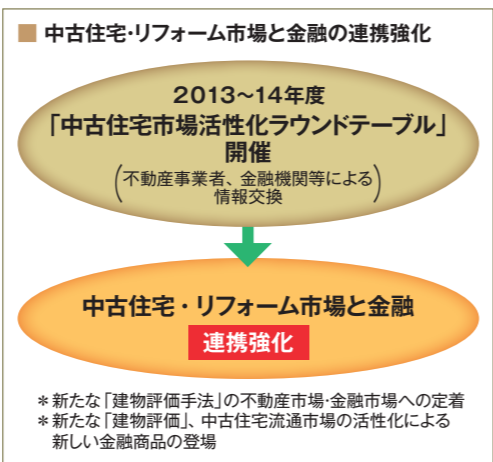 ■ 中古住宅・リフォーム市場と金融の連携強化
2013〜14年度
「中古住宅市場活性化ラウンドテーブル」
開催
(不動産事業者、金融機関等による
情報交換)
中古住宅・リフォーム市場と金融
連携強化
＊新たな「建物評価手法」の不動産市場・金融市場への定着
＊新たな「建物評価」、中古住宅流通市場の活性化による
新しい金融商品の登場